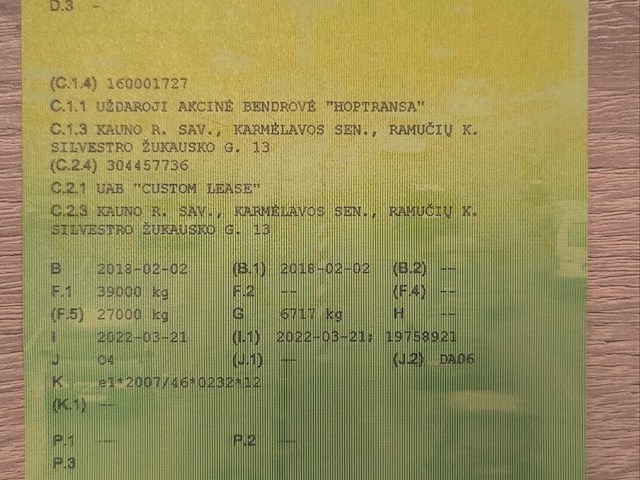 D.3 –
(C.1.4) 160001727
C.1.1 UŽDAROJI AKCINĖ BENDROVĖ "HOPTRANSA"
C.1.3 KAUNO R. SAV., KARMĖLAVOS SEN., RAMUČIŲ K.
SILVESTRO ŽUKAUSKO G. 13
(C.2.4) 304457736
C.2.1 UAB "CUSTOM LEASE"
C.2.3 KAUNO R. SAV., KARMĖLAVOS SEN., RAMUČIŲ K.
SILVESTRO ŽUKAUSKO G. 13
B 2018-02-02 (B.1) 2018-02-02 (B.2) --
F.1 39000 kg F.2 -- (F.4) --
(F.5) 27000 kg G 6717 kg H --
I 2022-03-21 (I.1) 2022-03-21; 19758921
J O4 (J.1) -- (J.2) DA06
K e1*2007/46*0232*12
(K.1) --
P.1 -- P.2 --
P.3